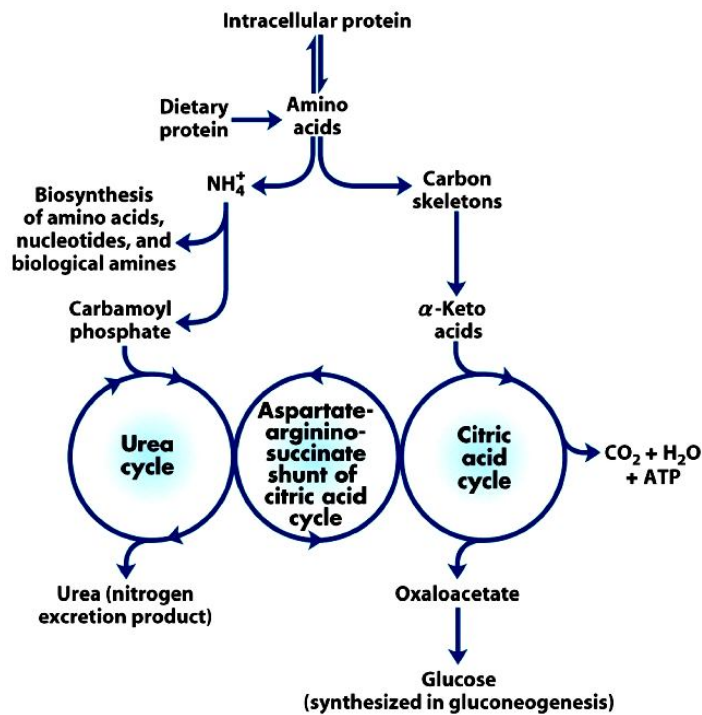 Intracellular protein
Dietary
protein
Amino
acids
NH₄⁺
Carbon
skeletons
Biosynthesis
of amino acids,
nucleotides, and
biological amines
Carbamoyl
phosphate
α-Keto
acids
Urea
cycle
Aspartate-
arginino-
succinate
shunt of
citric acid
cycle
Citric
acid
cycle
CO₂ + H₂O
+ ATP
Urea (nitrogen
excretion product)
Oxaloacetate
Glucose
(synthesized in gluconeogenesis)